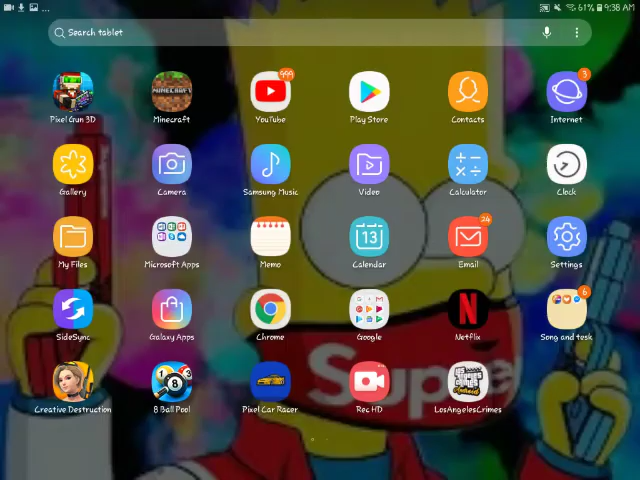 ... 61% 9:38 AM
Search tablet
999 3
Pixel Gun 3D Minecraft YouTube Play Store Contacts Internet
Gallery Camera Samsung Music Video Calculator Clock
13 24
My Files Microsoft Apps Memo Calendar Email Settings
6
SideSync Galaxy Apps Chrome Google Netflix Song and tesk
Creative Destruction 8 Ball Pool Pixel Car Racer Rec HD LosAngelesCrimes